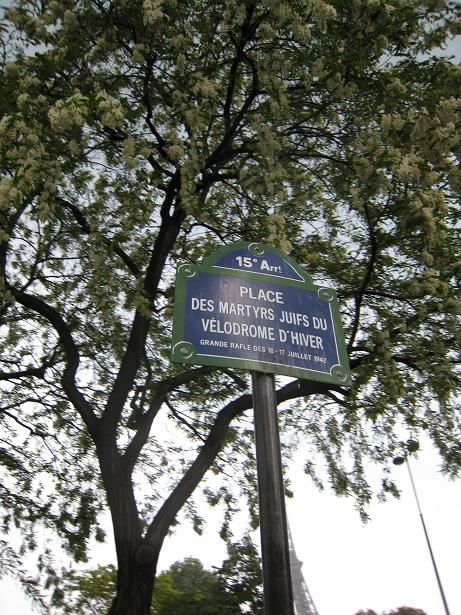 15e Arrt
PLACE
DES MARTYRS JUIFS DU
VÉLODROME D'HIVER
GRANDE RAFLE DES 16 - 17 JUILLET 1942